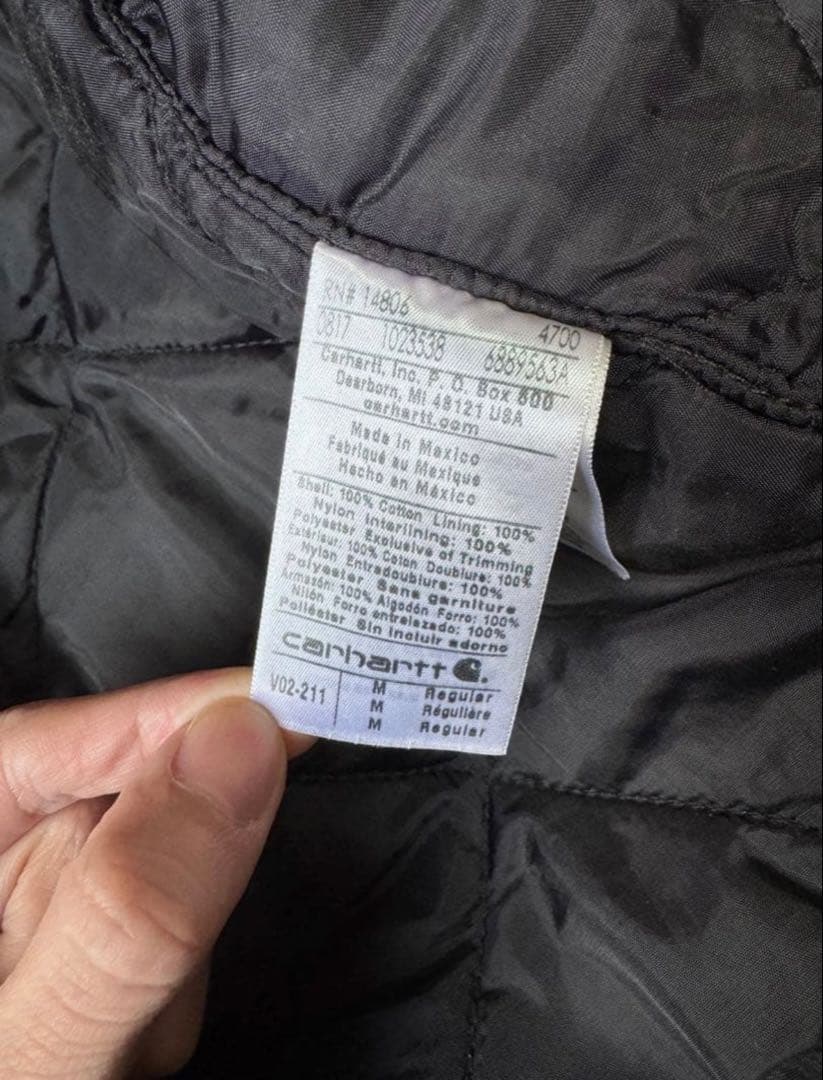 RN# 14806 4700
0817 1023538 6889563A
Carhartt, Inc. P. O. Box 600
Dearborn, MI 48121 USA
carhartt.com
Made in Mexico
Fabriqué au Mexique
Hecho en México
Shell: 100% Cotton Lining: 100%
Nylon Interlining: 100%
Polyester Exclusive of Trimming
Extérieur: 100% Coton Doublure: 100%
Nylon Entredoublure: 100%
Polyester Sans garniture
Armazón: 100% Algodón Forro: 100%
Nilón, Forro entrelazado: 100%
Poliéster Sin incluir adorno
carhartt
V02-211 M Regular
M Régulière
M Regular